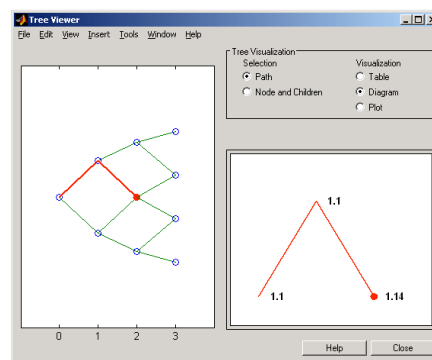 Tree Viewer
File Edit View Insert Tools Window Help
Tree Visualization
Selection Visualization
Path Table
Node and Children Diagram
Plot
1.1
1.1 1.14
0 1 2 3
Help Close